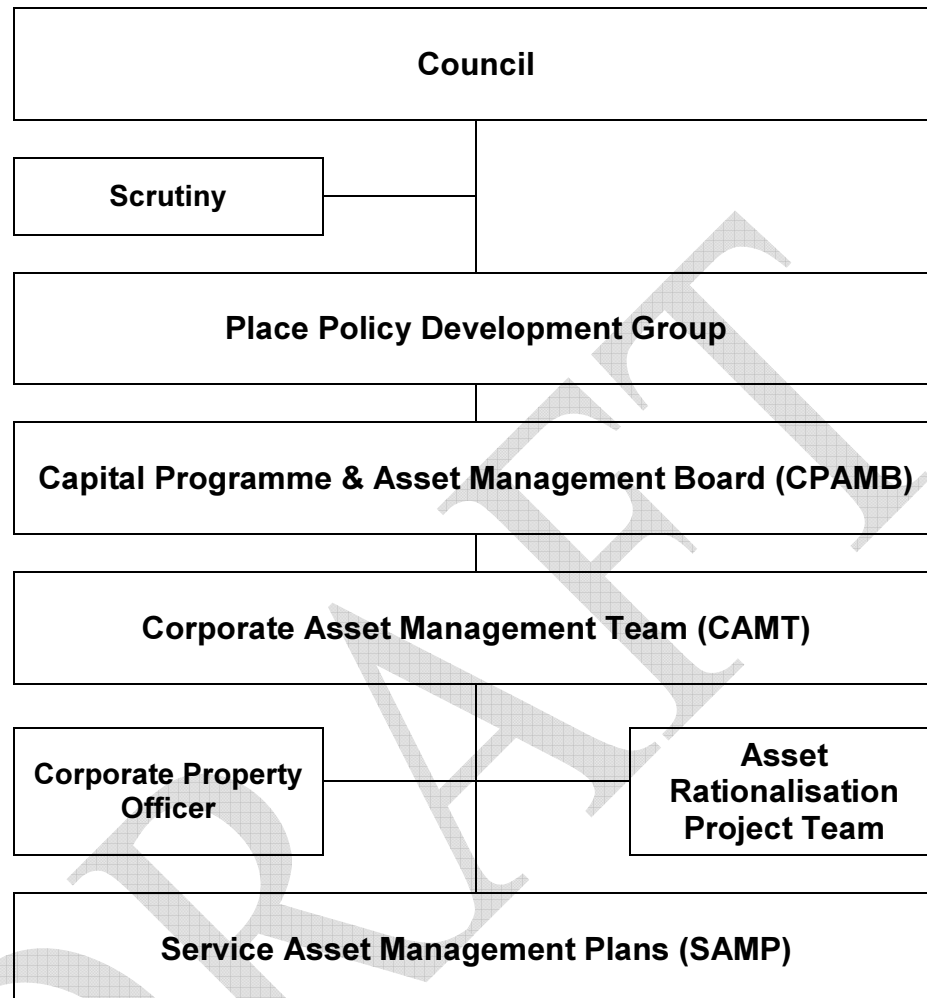 Council
Scrutiny
Place Policy Development Group
Capital Programme & Asset Management Board (CPAMB)
Corporate Asset Management Team (CAMT)
Corporate Property
Officer
Asset
Rationalisation
Project Team
Service Asset Management Plans (SAMP)
DRAFT